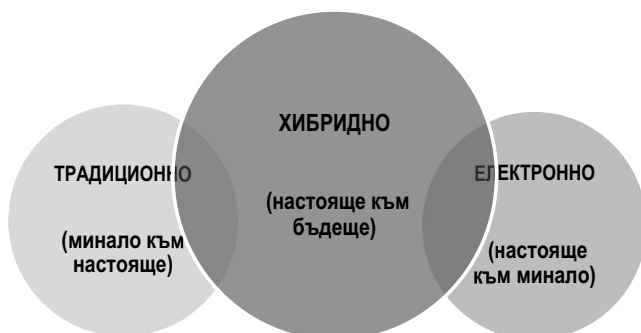 ТРАДИЦИОННО
(минало към
настояще)
ХИБРИДНО
(настояще към
бъдеще)
ЕЛЕКТРОННО
(настояще
към минало)